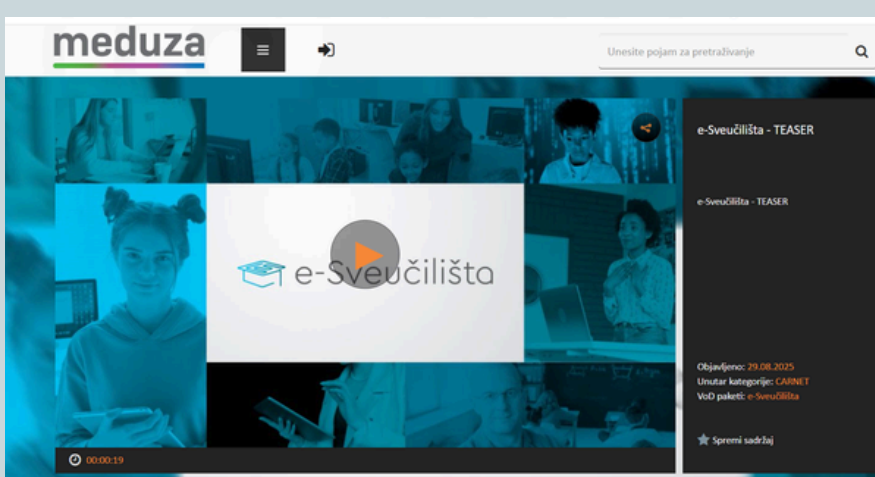 meduza
Unesite pojam za pretraživanje
e-Sveučilišta - TEASER
e-Sveučilišta - TEASER
e-Sveučilišta
Objavljeno: 29.08.2025
Unutar kategorije: CARNET
VoD paketi: e-Sveučilišta
Spremi sadržaj
00:00:19